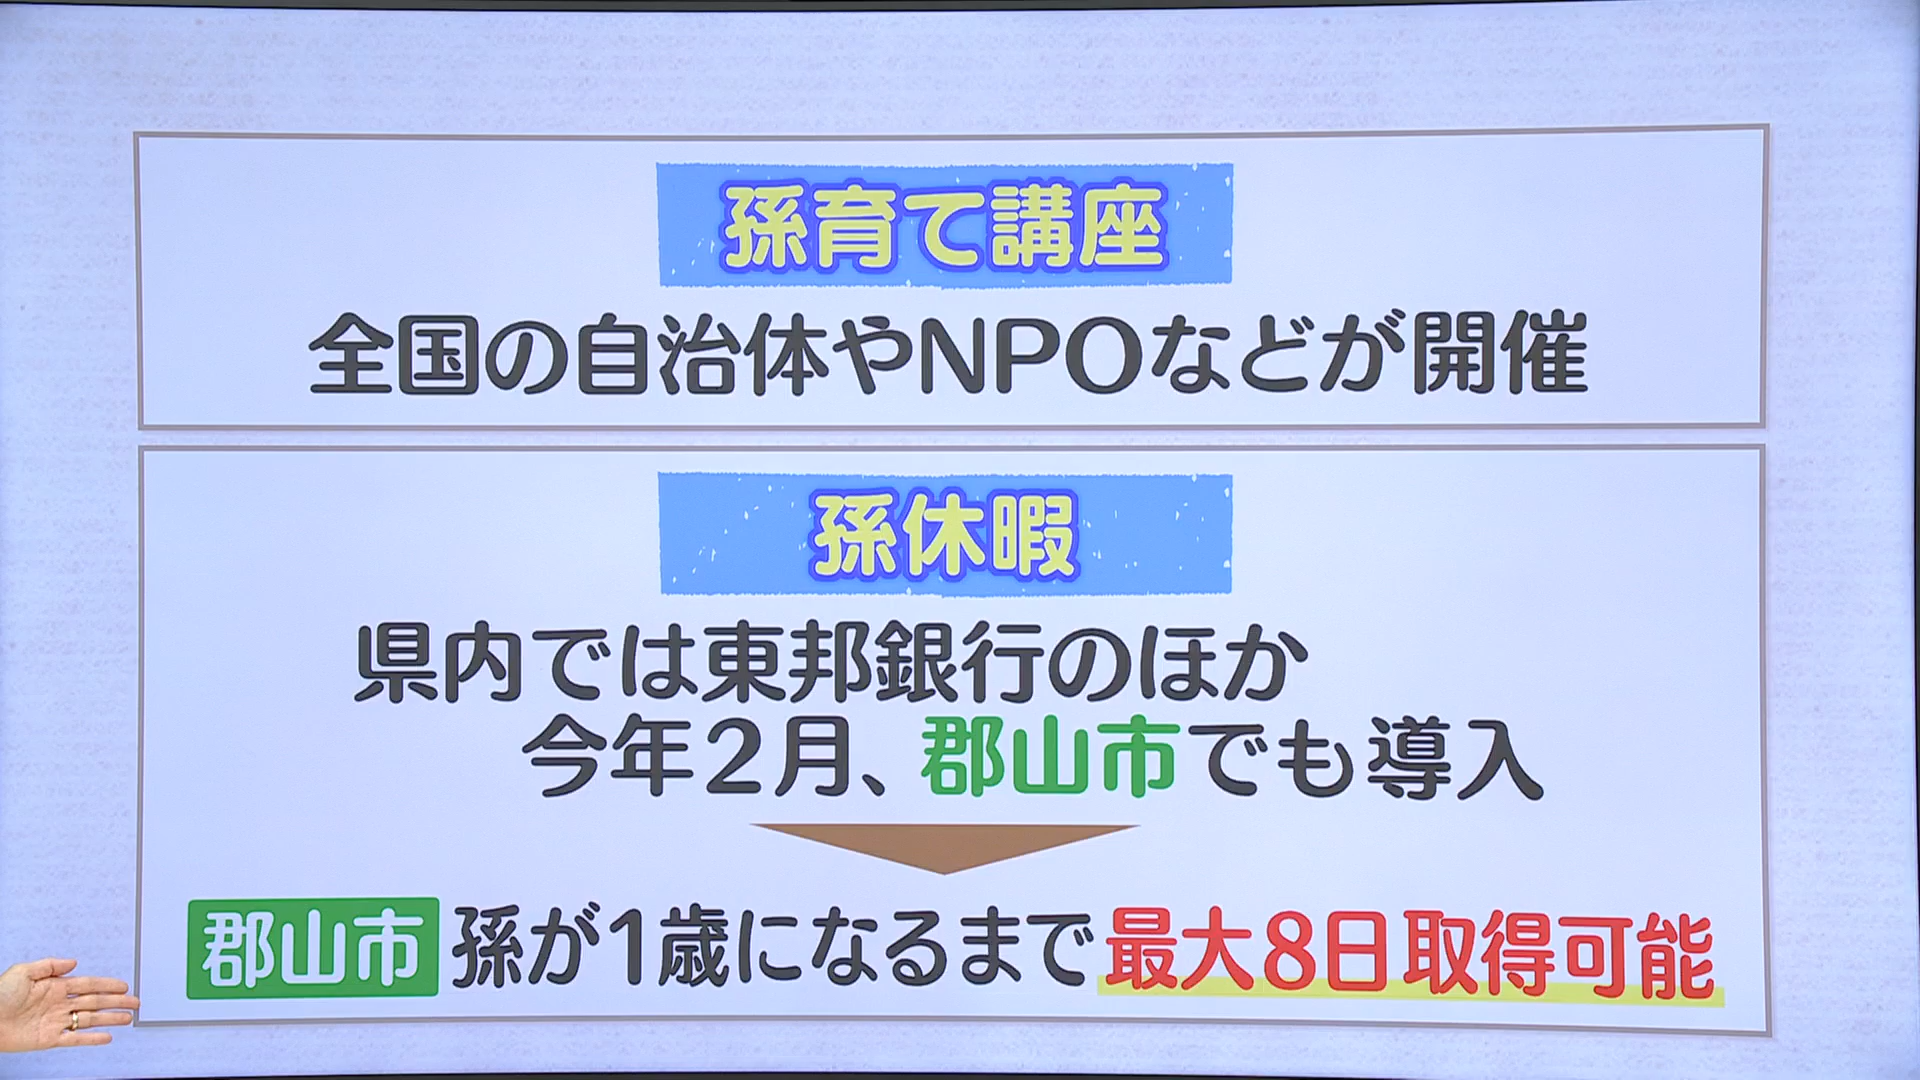 孫育て講座
全国の自治体やNPOなどが開催
孫休暇
県内では東邦銀行のほか
今年2月、郡山市でも導入
郡山市 孫が1歳になるまで最大8日取得可能